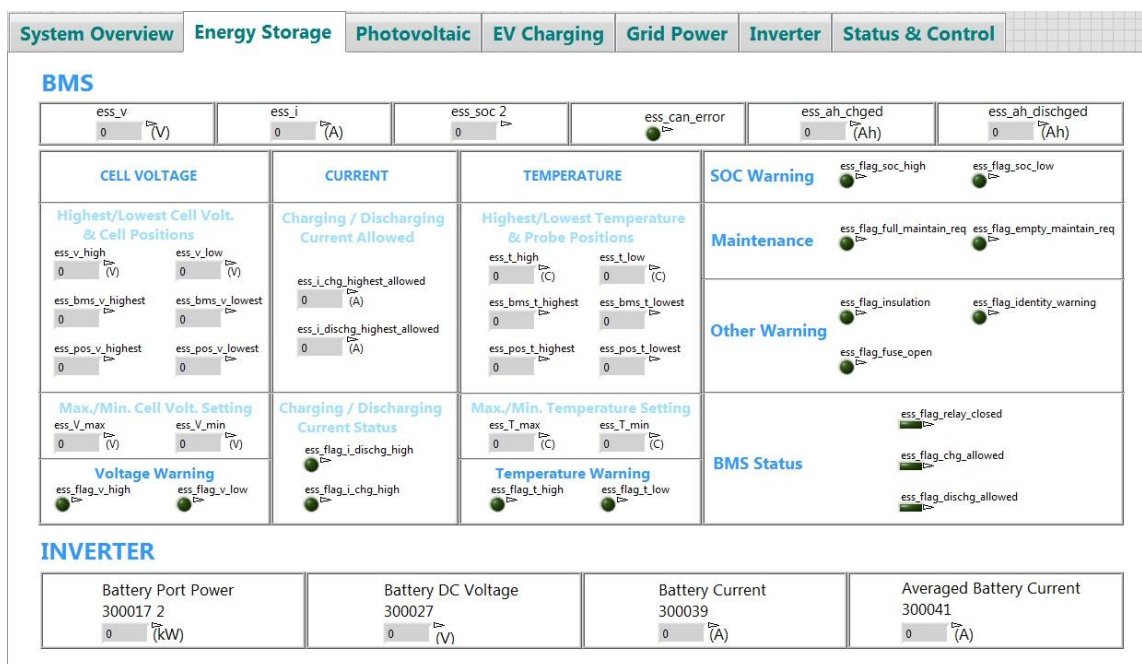 System Overview Energy Storage Photovoltaic EV Charging Grid Power Inverter Status & Control
BMS
ess_v ess_i ess_soc 2 ess_can_error ess_ah_chged ess_ah_dischged
0 (V) 0 (A) 0 0 (Ah) 0 (Ah)
CELL VOLTAGE CURRENT TEMPERATURE SOC Warning ess_flag_soc_high ess_flag_soc_low
Highest/Lowest Cell Volt.
& Cell Positions
ess_v_high ess_v_low
0 (V) 0 (V)
ess_bms_v_highest ess_bms_v_lowest
0 0
ess_pos_v_highest ess_pos_v_lowest
0 0
Charging / Discharging
Current Allowed
ess_i_chg_highest_allowed
0 (A)
ess_i_dischg_highest_allowed
0 (A)
Highest/Lowest Temperature
& Probe Positions
ess_t_high ess_t_low
0 (C) 0 (C)
ess_bms_t_highest ess_bms_t_lowest
0 0
ess_pos_t_highest ess_pos_t_lowest
0 0
Maintenance ess_flag_full_maintain_req ess_flag_empty_maintain_req
Other Warning
ess_flag_insulation ess_flag_identity_warning
ess_flag_fuse_open
Max./Min. Cell Volt. Setting
ess_V_max ess_V_min
0 (V) 0 (V)
Voltage Warning
ess_flag_v_high ess_flag_v_low
Charging / Discharging
Current Status
ess_flag_i_dischg_high
ess_flag_i_chg_high
Max./Min. Temperature Setting
ess_T_max ess_T_min
0 (C) 0 (C)
Temperature Warning
ess_flag_t_high ess_flag_t_low
BMS Status
ess_flag_relay_closed
ess_flag_chg_allowed
ess_flag_dischg_allowed
INVERTER
Battery Port Power Battery DC Voltage Battery Current Averaged Battery Current
300017 2 300027 300039 300041
0 (kW) 0 (V) 0 (A) 0 (A)